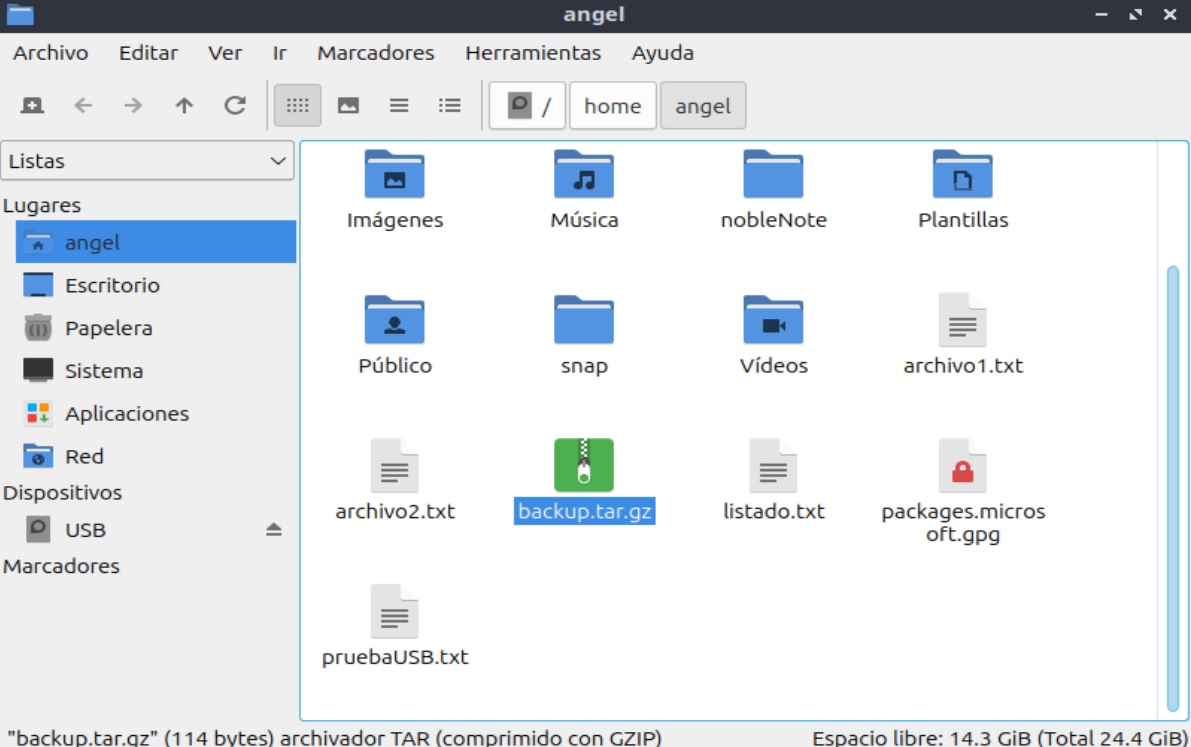 angel
Archivo Editar Ver Ir Marcadores Herramientas Ayuda
/ home angel
Listas
Lugares
angel
Escritorio
Papelera
Sistema
Aplicaciones
Red
Dispositivos
USB
Marcadores
Imágenes Música nobleNote Plantillas
Público snap Vídeos archivo1.txt
archivo2.txt backup.tar.gz listado.txt packages.micros
oft.gpg
pruebaUSB.txt
"backup.tar.gz" (114 bytes) archivador TAR (comprimido con GZIP) Espacio libre: 14.3 GiB (Total 24.4 GiB)